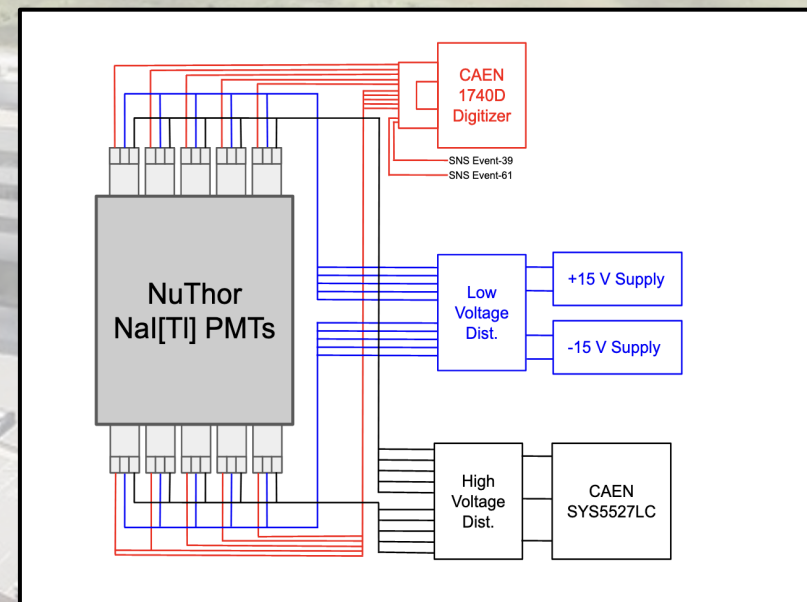 CAEN
1740D
Digitizer
SNS Event-39
SNS Event-61
NuThor
NaI[Tl] PMTs
Low
Voltage
Dist.
+15 V Supply
-15 V Supply
High
Voltage
Dist.
CAEN
SYS5527LC